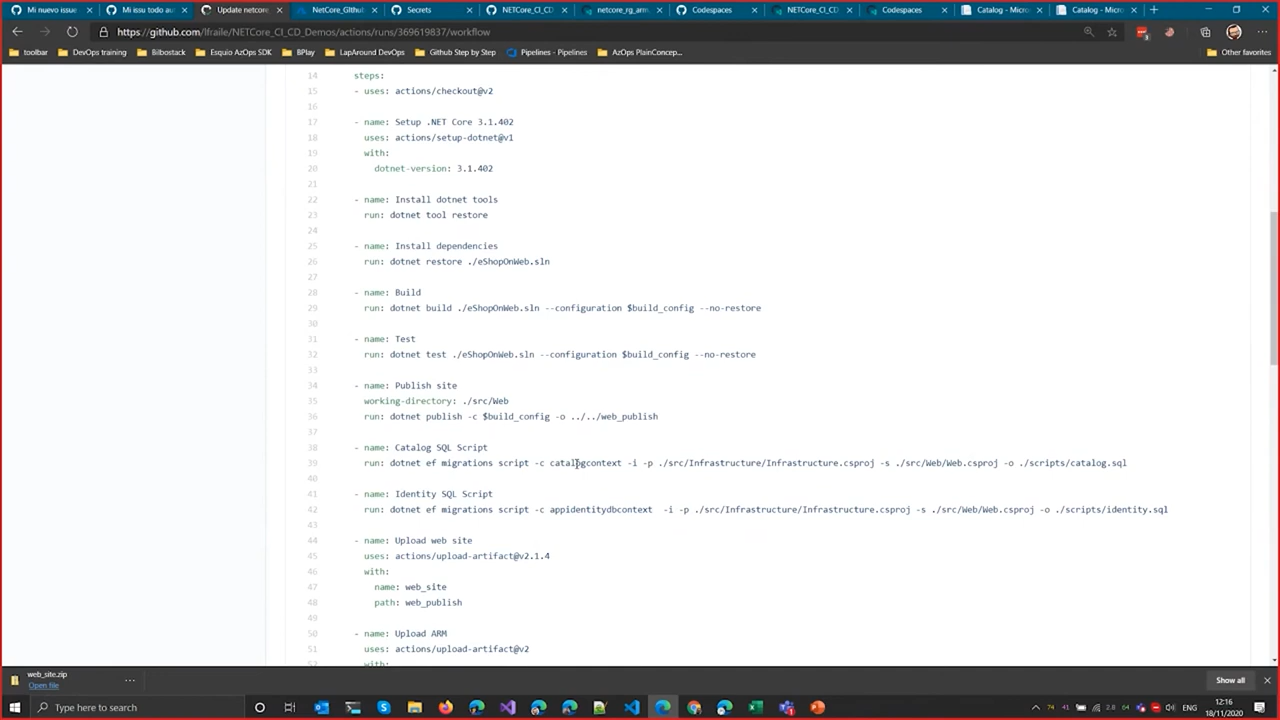 Mi nuevo issue
Mi issu todo au
Update netcore
NetCore_Github
Secrets
NETCore_CI_CD
netcore_rg_arm
Codespaces
NETCore_CI_CD
Codespaces
Catalog - Micros
Catalog - Micros
https://github.com/lfraile/NETCore_CI_CD_Demos/actions/runs/369619837/workflow
toolbar
DevOps training
Bilbostack
Esquio AzOps SDK
BPlay
LapAround DevOps
Github Step by Step
Pipelines - Pipelines
AzOps PlainConcep...
Other favorites
14 steps:
15 - uses: actions/checkout@v2
16
17 - name: Setup .NET Core 3.1.402
18 uses: actions/setup-dotnet@v1
19 with:
20 dotnet-version: 3.1.402
21
22 - name: Install dotnet tools
23 run: dotnet tool restore
24
25 - name: Install dependencies
26 run: dotnet restore ./eShopOnWeb.sln
27
28 - name: Build
29 run: dotnet build ./eShopOnWeb.sln --configuration $build_config --no-restore
30
31 - name: Test
32 run: dotnet test ./eShopOnWeb.sln --configuration $build_config --no-restore
33
34 - name: Publish site
35 working-directory: ./src/Web
36 run: dotnet publish -c $build_config -o ../../web_publish
37
38 - name: Catalog SQL Script
39 run: dotnet ef migrations script -c catalogcontext -i -p ./src/Infrastructure/Infrastructure.csproj -s ./src/Web/Web.csproj -o ./scripts/catalog.sql
40
41 - name: Identity SQL Script
42 run: dotnet ef migrations script -c appidentitydbcontext  -i -p ./src/Infrastructure/Infrastructure.csproj -s ./src/Web/Web.csproj -o ./scripts/identity.sql
43
44 - name: Upload web site
45 uses: actions/upload-artifact@v2.1.4
46 with:
47 name: web_site
48 path: web_publish
49
50 - name: Upload ARM
51 uses: actions/upload-artifact@v2
52 with:
web_site.zip
Open file
Show all
Type here to search
ENG
12:16
18/11/2020